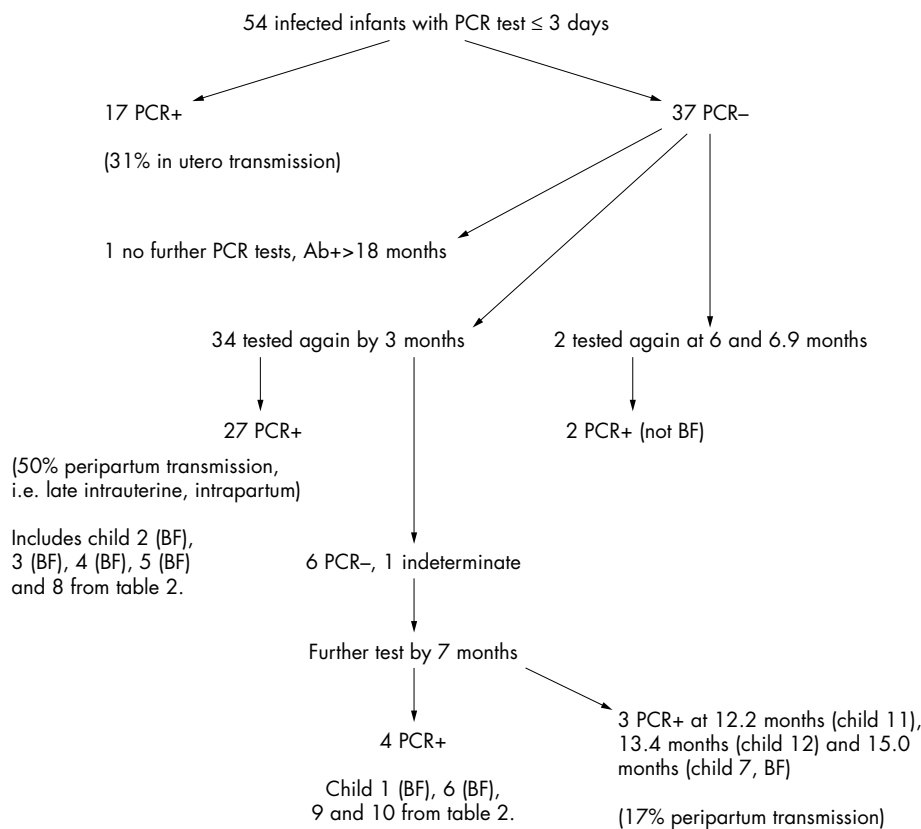 54 infected infants with PCR test ≤ 3 days
17 PCR+
37 PCR–
(31% in utero transmission)
1 no further PCR tests, Ab+>18 months
34 tested again by 3 months
2 tested again at 6 and 6.9 months
27 PCR+
2 PCR+ (not BF)
(50% peripartum transmission,
i.e. late intrauterine, intrapartum)
Includes child 2 (BF),
3 (BF), 4 (BF), 5 (BF)
and 8 from table 2.
6 PCR–, 1 indeterminate
Further test by 7 months
4 PCR+
Child 1 (BF), 6 (BF),
9 and 10 from table 2.
3 PCR+ at 12.2 months (child 11),
13.4 months (child 12) and 15.0
months (child 7, BF)
(17% peripartum transmission)